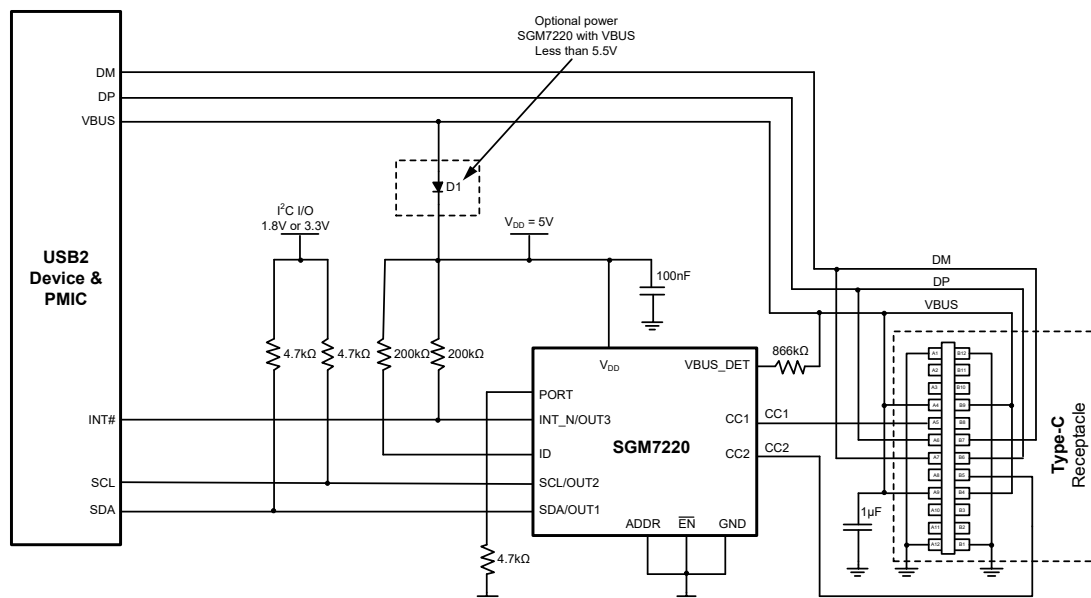 Optional power
SGM7220 with VBUS
Less than 5.5V
DM
DP
VBUS
D1
I²C I/O
1.8V or 3.3V
V_DD = 5V
USB2
Device &
PMIC
100nF
DM
DP
VBUS
4.7kΩ
4.7kΩ
200kΩ
200kΩ
866kΩ
V_DD
VBUS_DET
PORT
INT#
INT_N/OUT3
CC1
CC1
SGM7220
ID
CC2
CC2
SCL
SCL/OUT2
SDA
SDA/OUT1
ADDR
EN
GND
4.7kΩ
1µF
A1
B12
A2
B11
A3
B10
A4
B9
A5
B8
A6
B7
A7
B6
A8
B5
A9
B4
A10
B3
A11
B2
A12
B1
Type-C
Receptacle